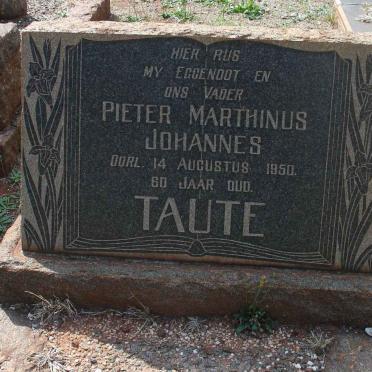 HIER RUS
MY EGGENOOT EN
ONS VADER
PIETER MARTHINUS
JOHANNES
OORL. 14 AUGUSTUS 1950.
60 JAAR OUD.
TAUTE